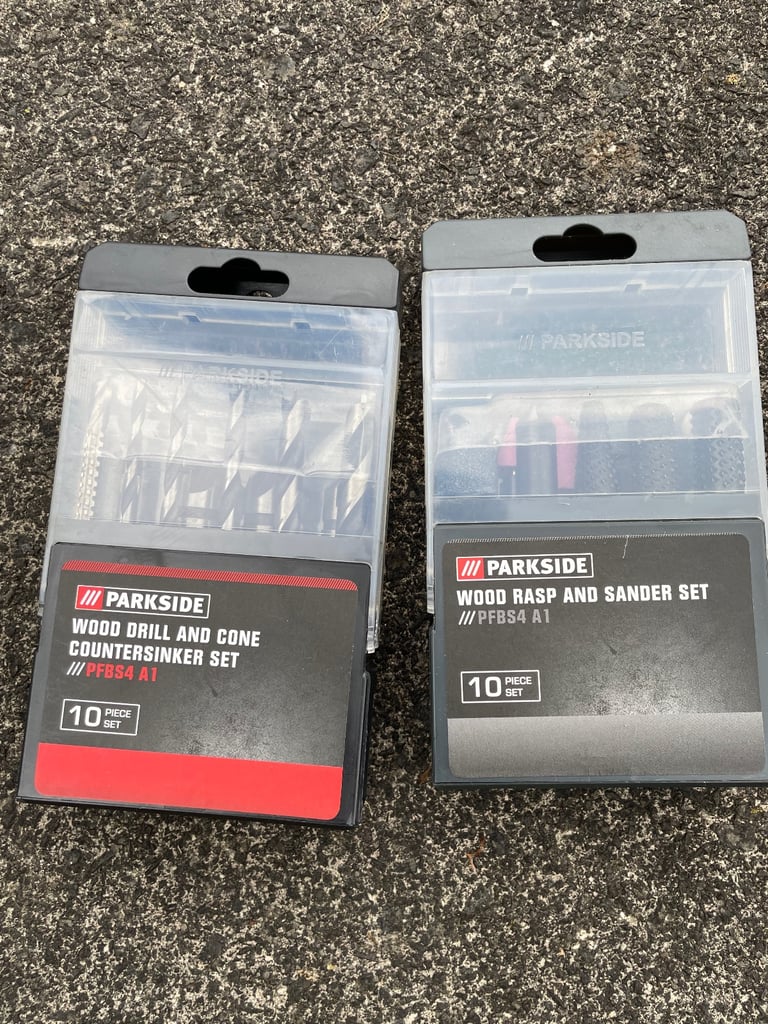 /// PARKSIDE
/// PARKSIDE
WOOD DRILL AND CONE
COUNTERSINKER SET
/// PFBS4 A1
10 PIECE
SET
/// PARKSIDE
/// PARKSIDE
WOOD RASP AND SANDER SET
/// PFBS4 A1
10 PIECE
SET